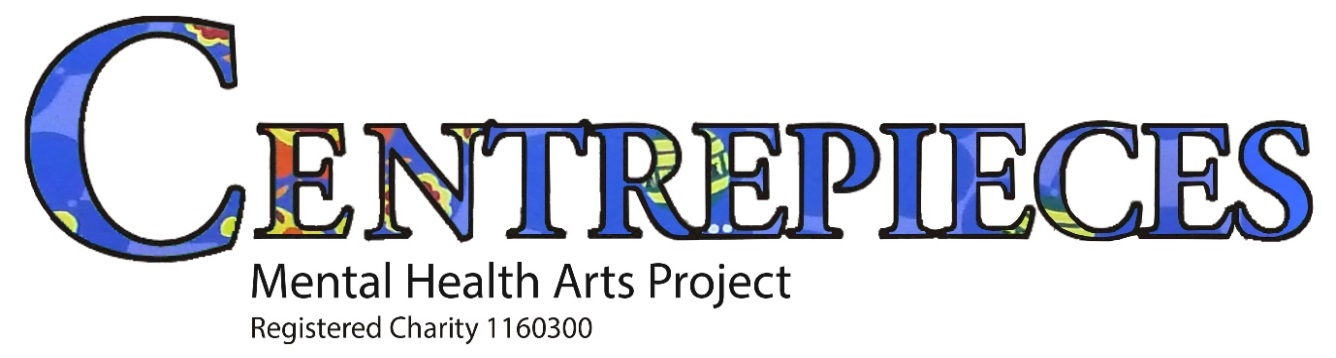 CENTREPIECES
Mental Health Arts Project
Registered Charity 1160300